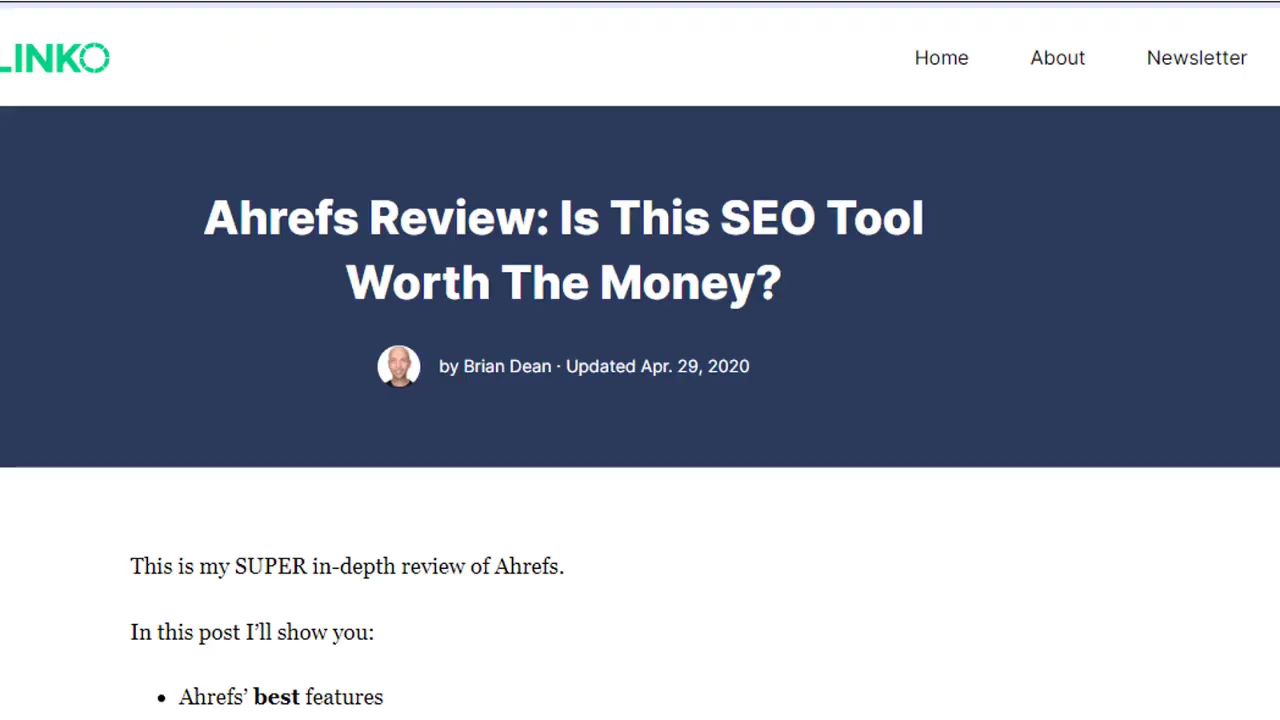 LINKO
Home About Newsletter
Ahrefs Review: Is This SEO Tool
Worth The Money?
by Brian Dean · Updated Apr. 29, 2020
This is my SUPER in-depth review of Ahrefs.
In this post I’ll show you:
• Ahrefs’ best features